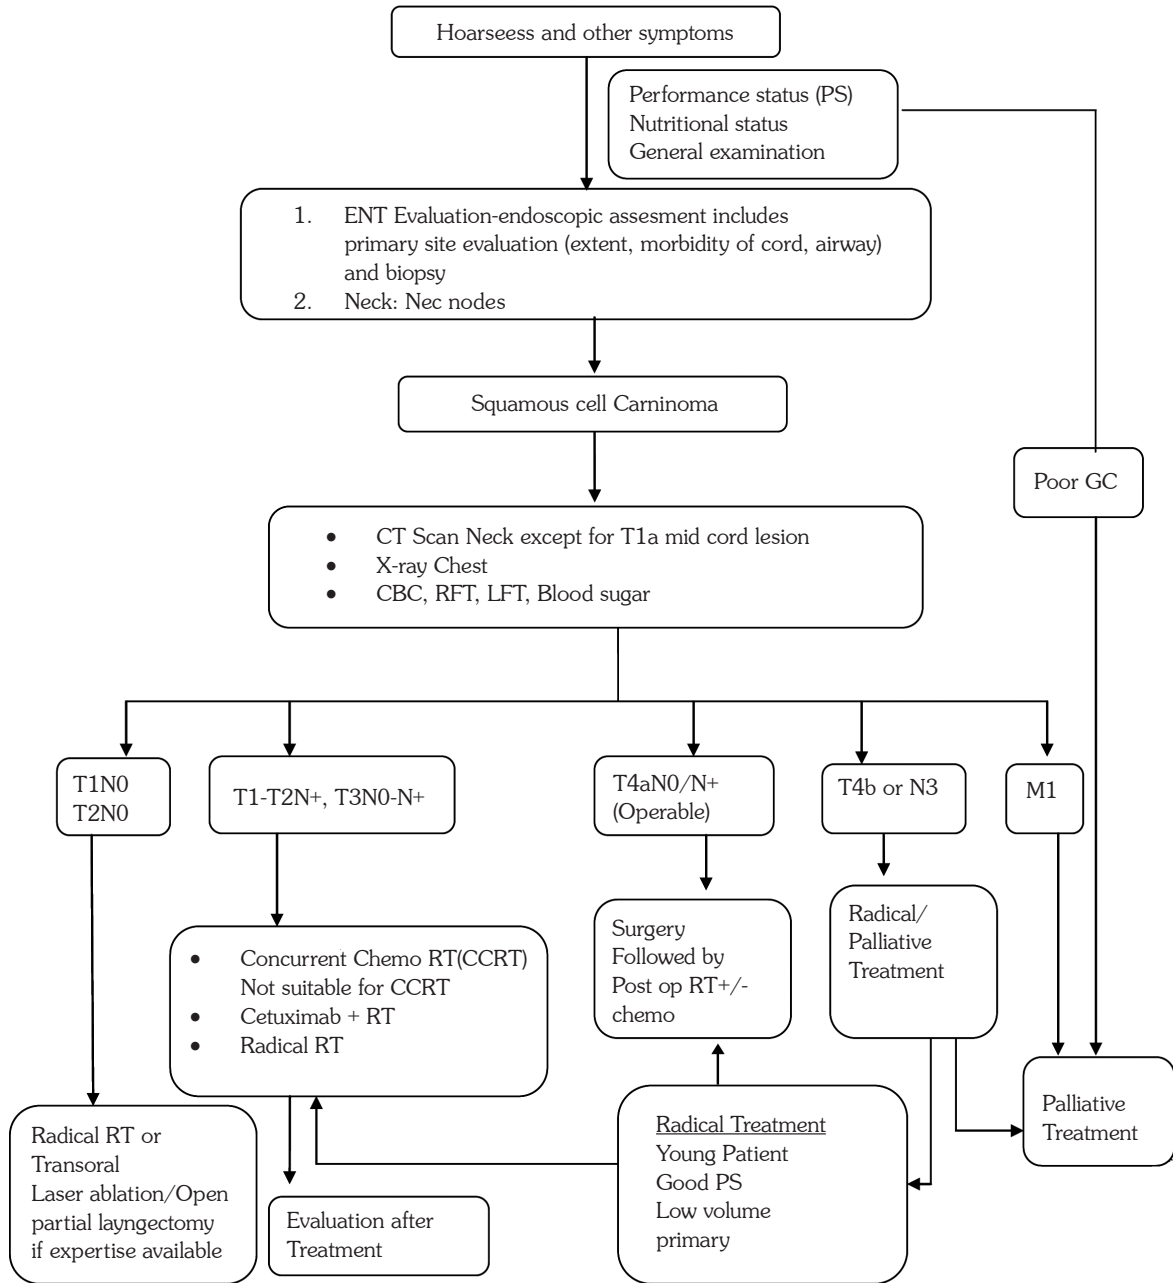 Hoarseess and other symptoms
Performance status (PS)
Nutritional status
General examination
1. ENT Evaluation-endoscopic assesment includes
primary site evaluation (extent, morbidity of cord, airway)
and biopsy
2. Neck: Nec nodes
Squamous cell Carninoma
Poor GC
• CT Scan Neck except for T1a mid cord lesion
• X-ray Chest
• CBC, RFT, LFT, Blood sugar
T1N0
T2N0
T1-T2N+, T3N0-N+
T4aN0/N+
(Operable)
T4b or N3
M1
• Concurrent Chemo RT(CCRT)
Not suitable for CCRT
• Cetuximab + RT
• Radical RT
Surgery
Followed by
Post op RT+/-
chemo
Radical/
Palliative
Treatment
Radical RT or
Transoral
Laser ablation/Open
partial layngectomy
if expertise available
Evaluation after
Treatment
Radical Treatment
Young Patient
Good PS
Low volume
primary
Palliative
Treatment